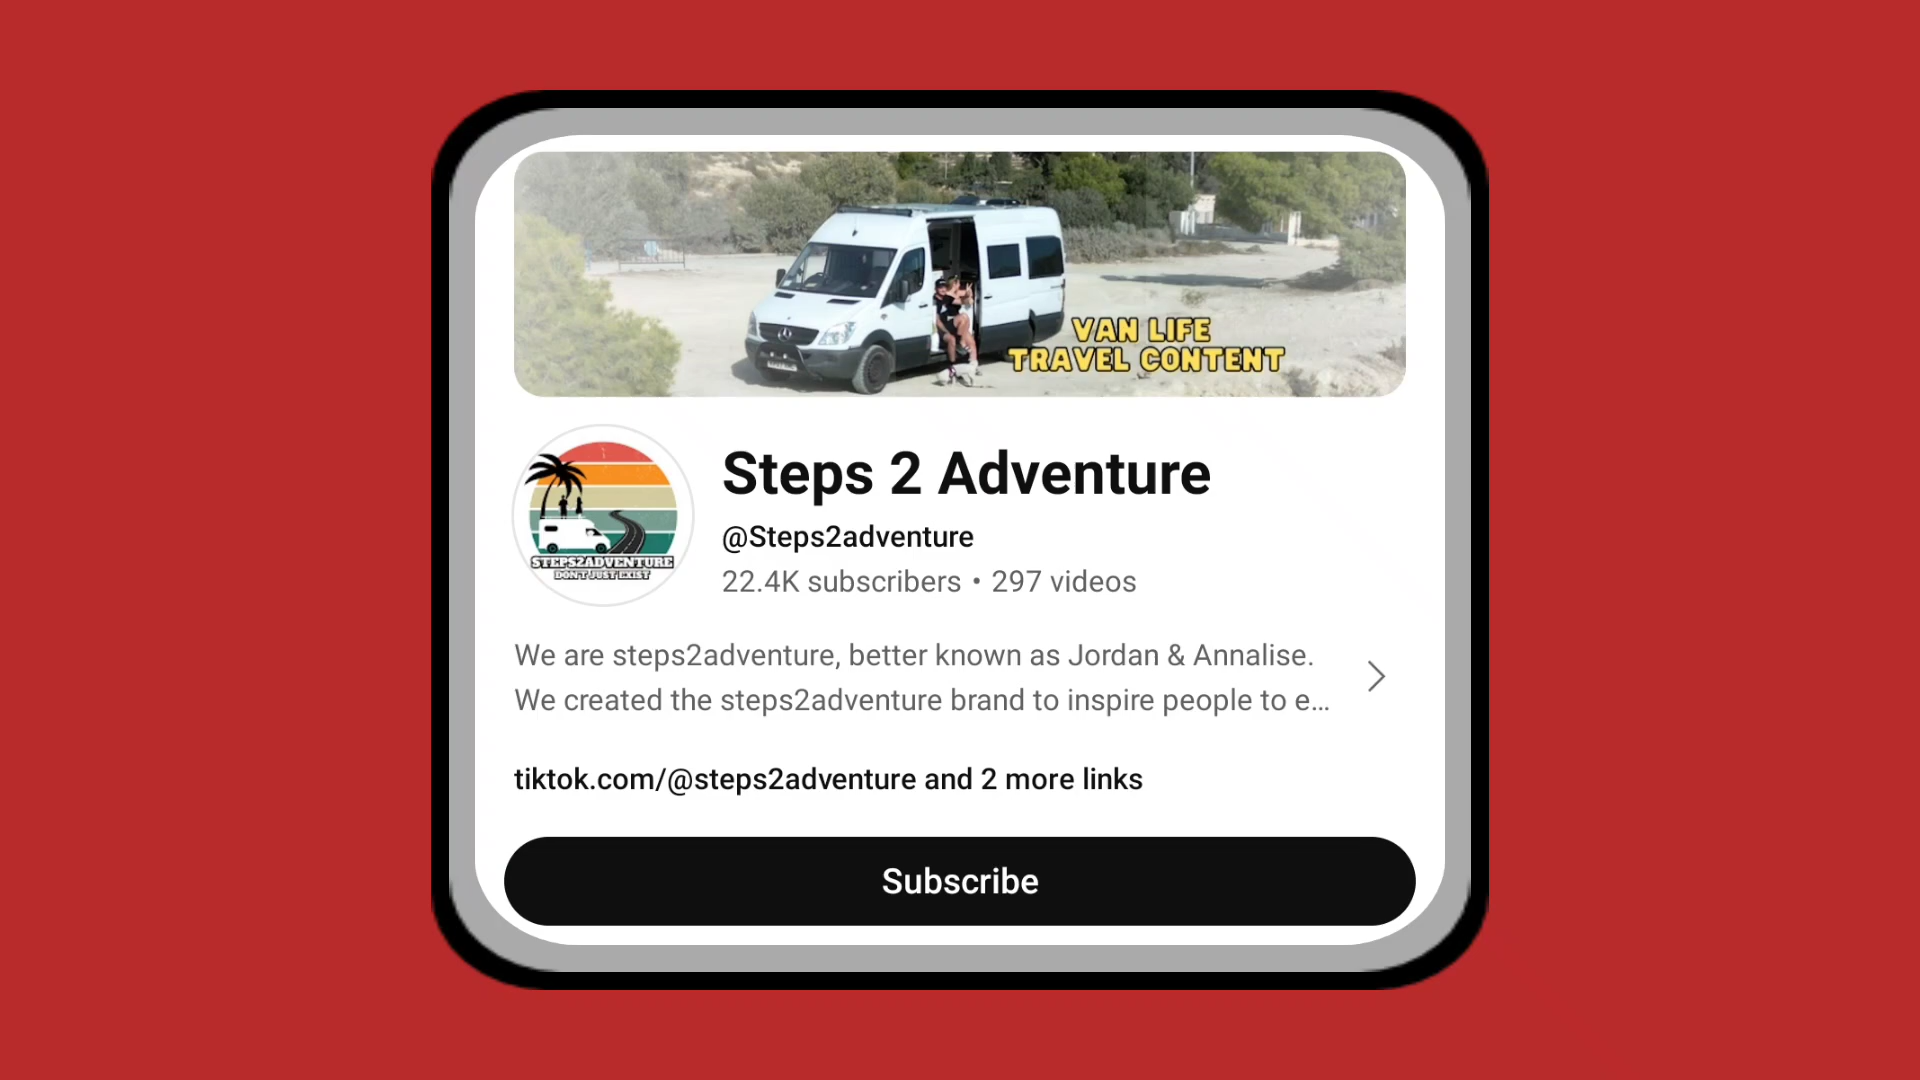 VAN LIFE
TRAVEL CONTENT
Steps 2 Adventure
@Steps2adventure
22.4K subscribers • 297 videos
STEPS2ADVENTURE
DON'T JUST EXIST
We are steps2adventure, better known as Jordan & Annalise.
We created the steps2adventure brand to inspire people to e...
tiktok.com/@steps2adventure and 2 more links
Subscribe